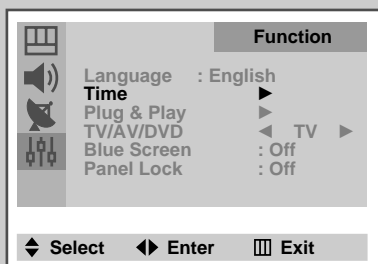 Function
Language : English
Time ►
Plug & Play ►
TV/AV/DVD ◄ TV ►
Blue Screen : Off
Panel Lock : Off
Select Enter Exit